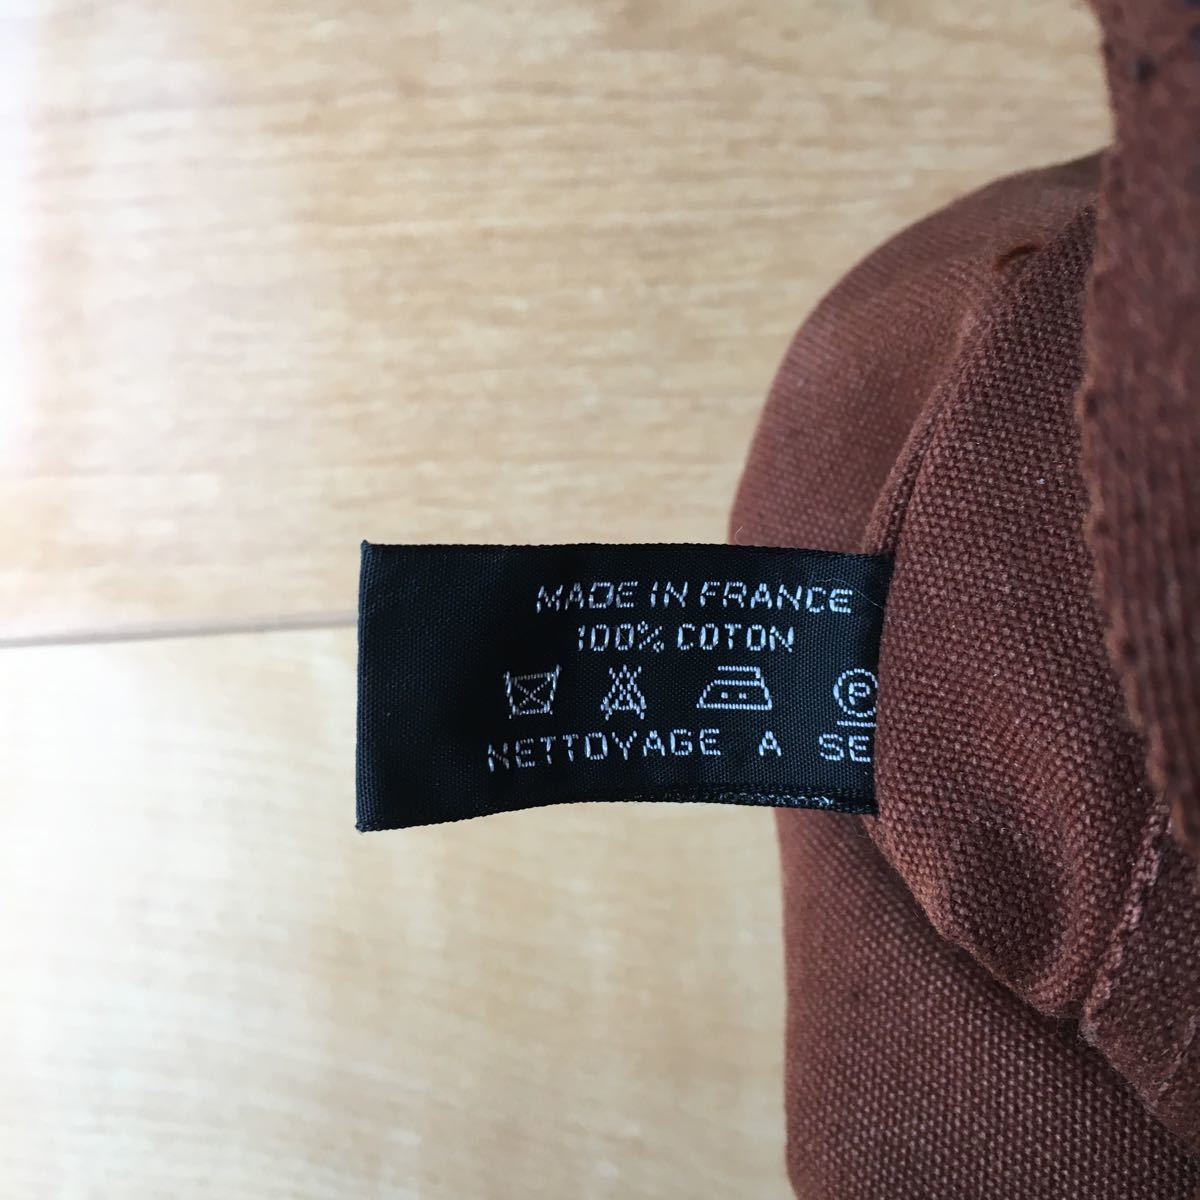 MADE IN FRANCE
100% COTON
P
NETTOYAGE A SE